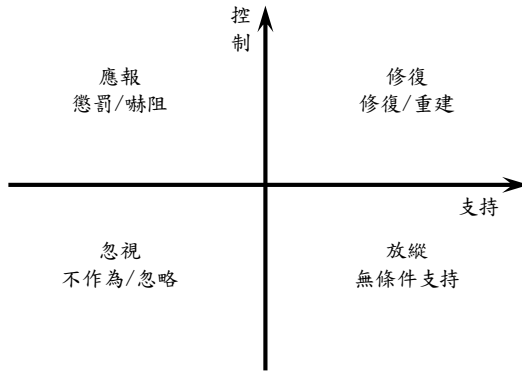 控
制
應報
懲罰/嚇阻
修復
修復/重建
支持
忽視
不作為/忽略
放縱
無條件支持